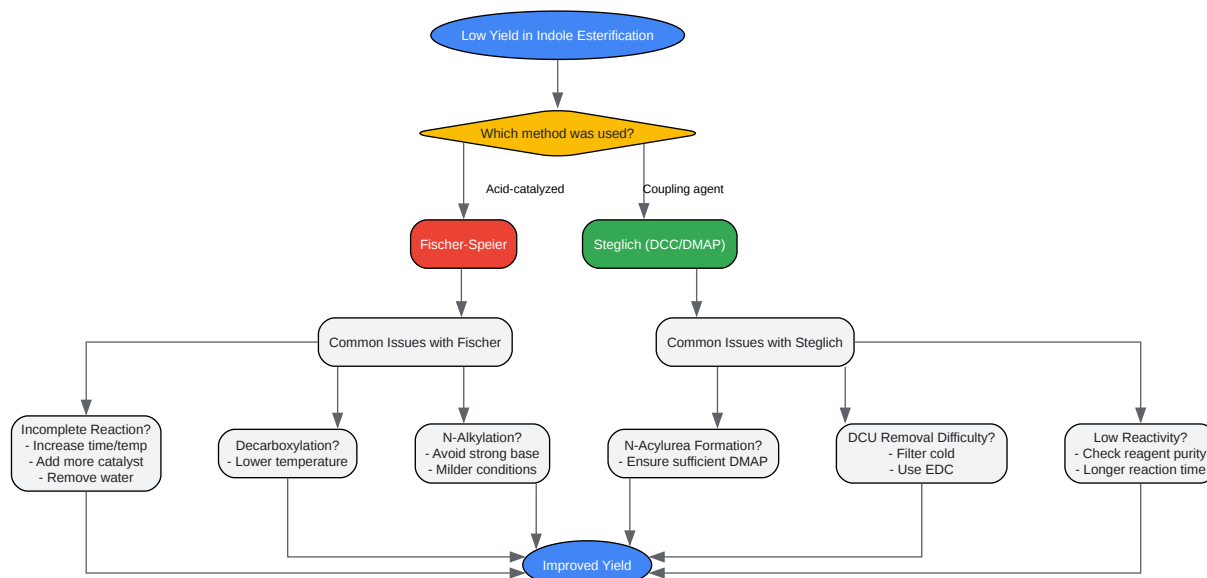 Low Yield in Indole Esterification
Which method was used?
Acid-catalyzed
Coupling agent
Fischer-Speier
Steglich (DCC/DMAP)
Common Issues with Fischer
Common Issues with Steglich
Incomplete Reaction?
- Increase time/temp
- Add more catalyst
- Remove water
Decarboxylation?
- Lower temperature
N-Alkylation?
- Avoid strong base
- Milder conditions
N-Acylurea Formation?
- Ensure sufficient DMAP
DCU Removal Difficulty?
- Filter cold
- Use EDC
Low Reactivity?
- Check reagent purity
- Longer reaction time
Improved Yield